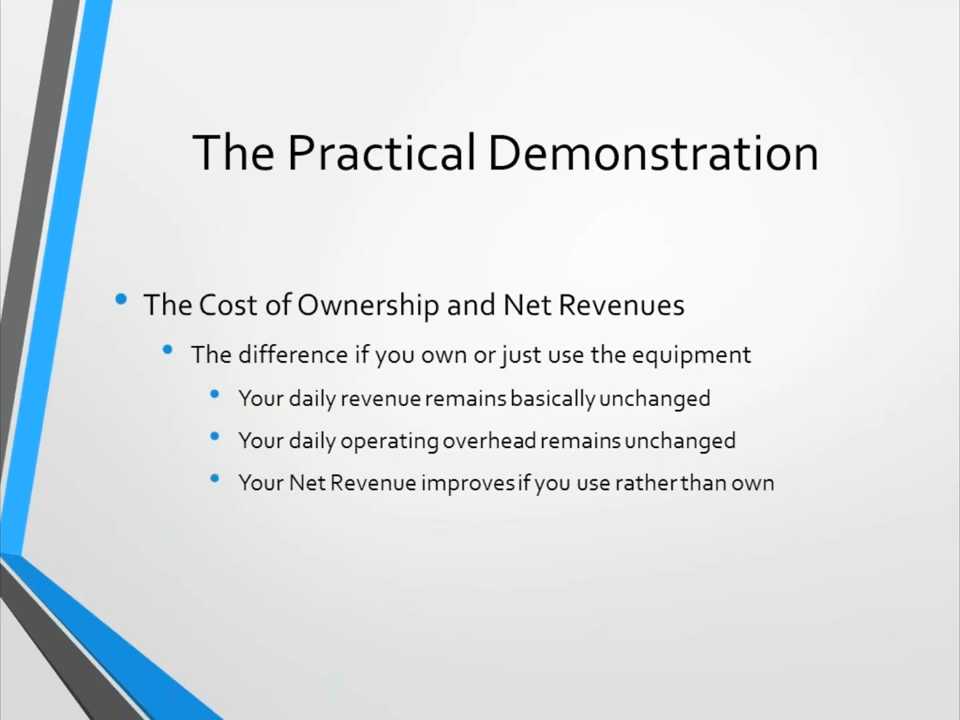 The Practical Demonstration
The Cost of Ownership and Net Revenues
The difference if you own or just use the equipment
Your daily revenue remains basically unchanged
Your daily operating overhead remains unchanged
Your Net Revenue improves if you use rather than own